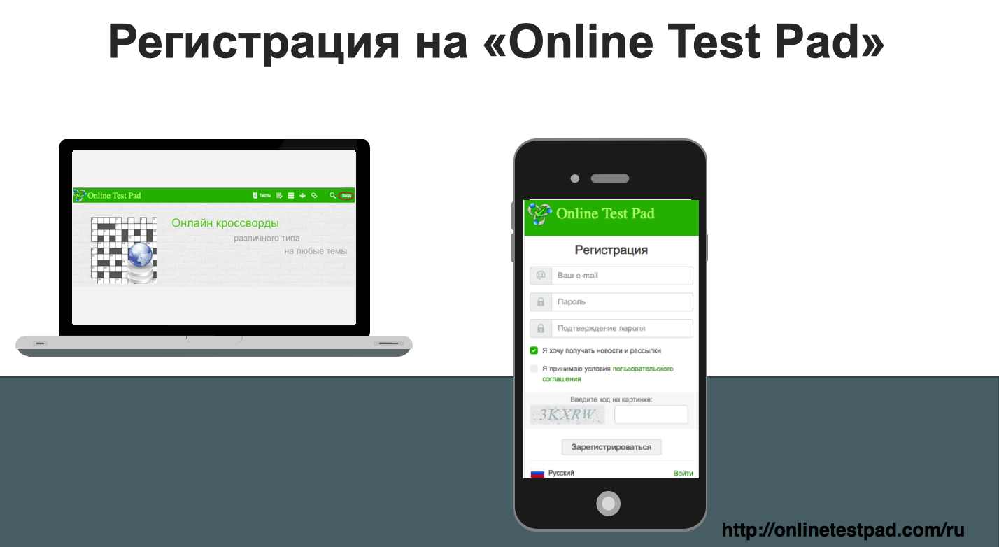 Регистрация на «Online Test Pad»
Online Test Pad
Тесты
Вход
Онлайн кроссворды
различного типа
на любые темы
Online Test Pad
Регистрация
Ваш e-mail
Пароль
Подтверждение пароля
Я хочу получать новости и рассылки
Я принимаю условия пользовательского
соглашения
Введите код на картинке:
3KXRW
Зарегистрироваться
Русский
Войти
http://onlinetestpad.com/ru